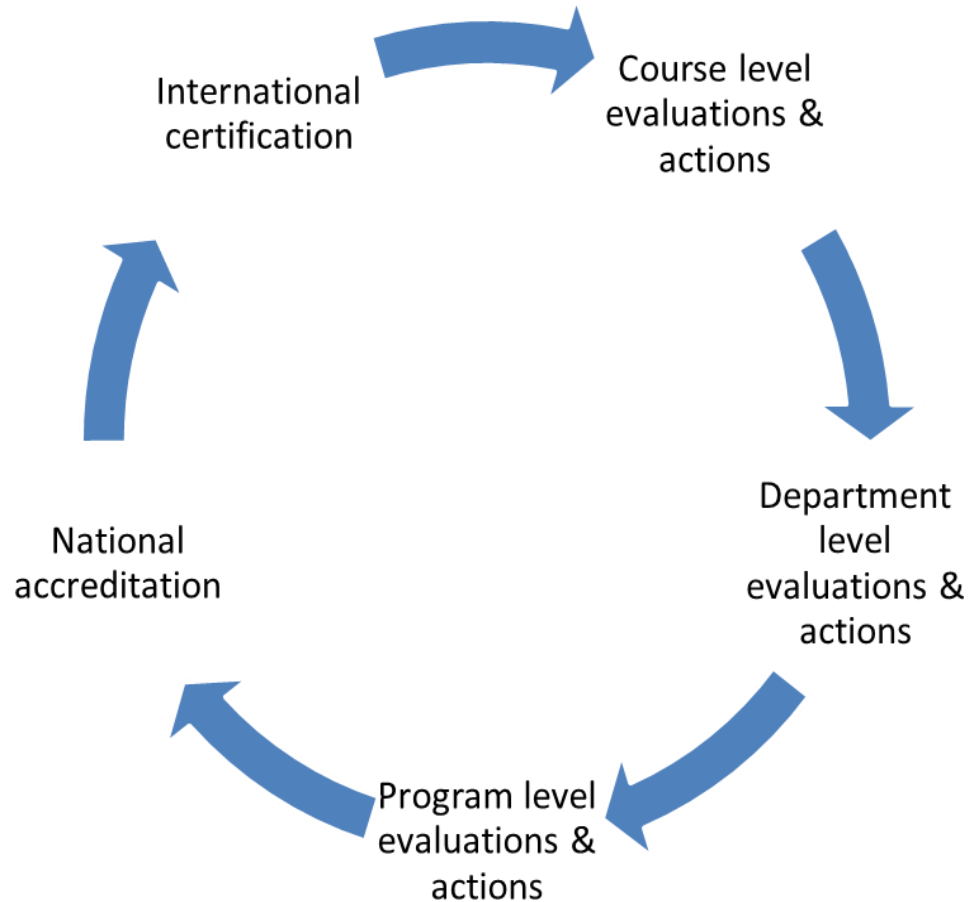 International
certification
Course level
evaluations &
actions
Department
level
evaluations &
actions
Program level
evaluations &
actions
National
accreditation